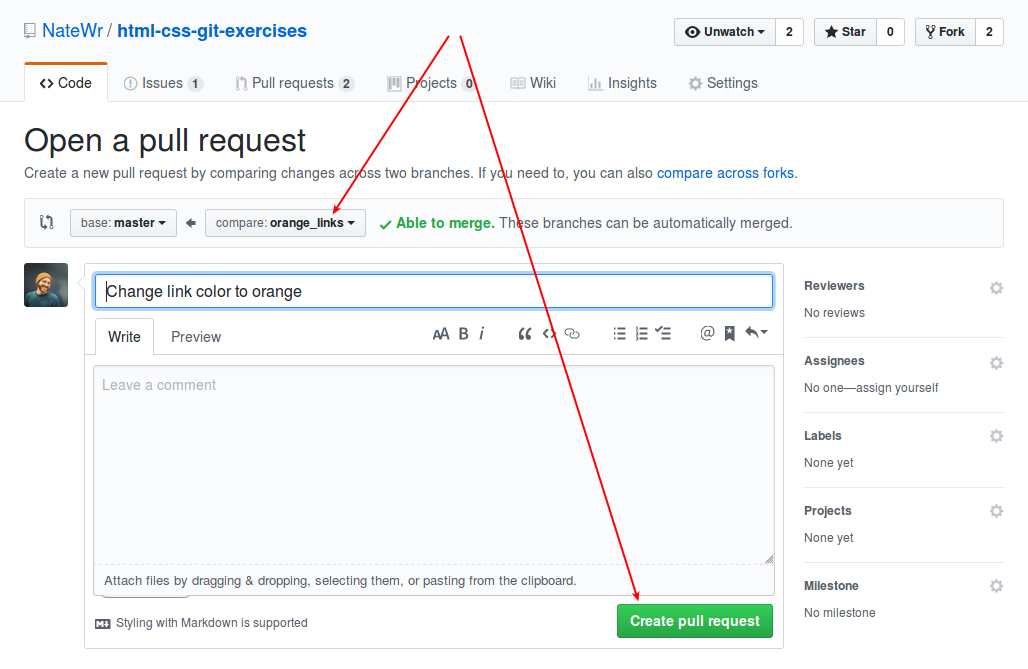 NateWr / html-css-git-exercises
Unwatch 2 Star 0 Fork 2
Code Issues 1 Pull requests 2 Projects 0 Wiki Insights Settings
Open a pull request
Create a new pull request by comparing changes across two branches. If you need to, you can also compare across forks.
base: master compare: orange_links Able to merge. These branches can be automatically merged.
Change link color to orange
Write Preview AA B i
Leave a comment
Attach files by dragging & dropping, selecting them, or pasting from the clipboard.
Styling with Markdown is supported
Create pull request
Reviewers
No reviews
Assignees
No one—assign yourself
Labels
None yet
Projects
None yet
Milestone
No milestone